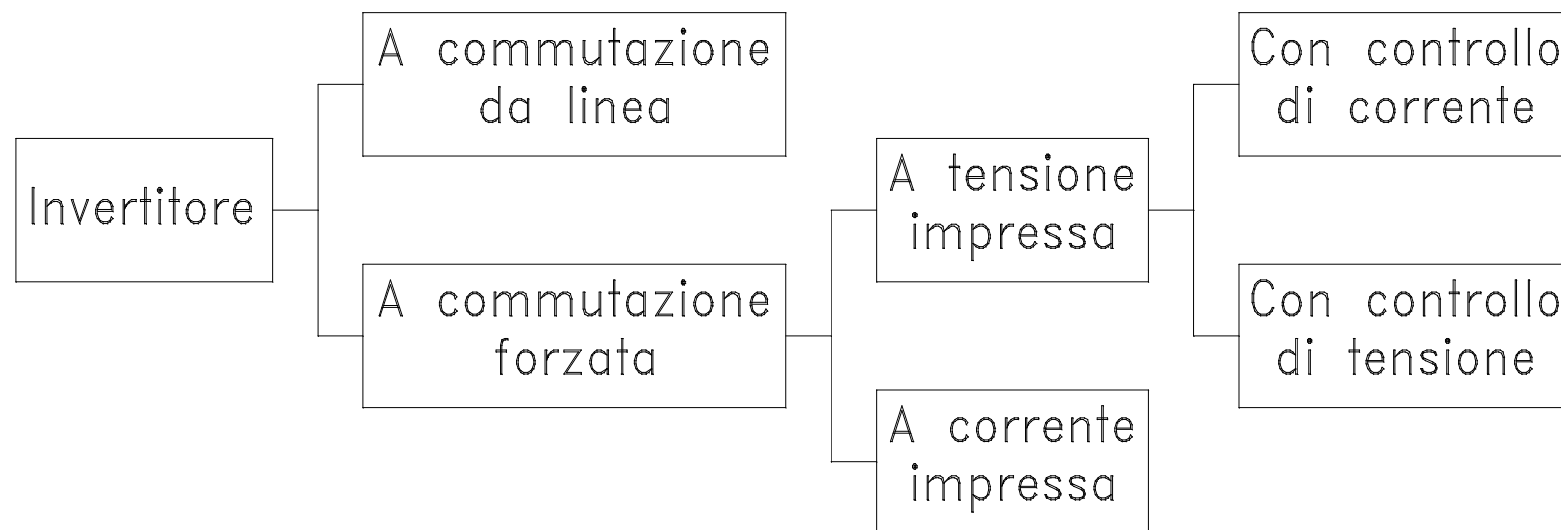 Invertitore
A commutazione
da linea
A commutazione
forzata
A tensione
impressa
A corrente
impressa
Con controllo
di corrente
Con controllo
di tensione